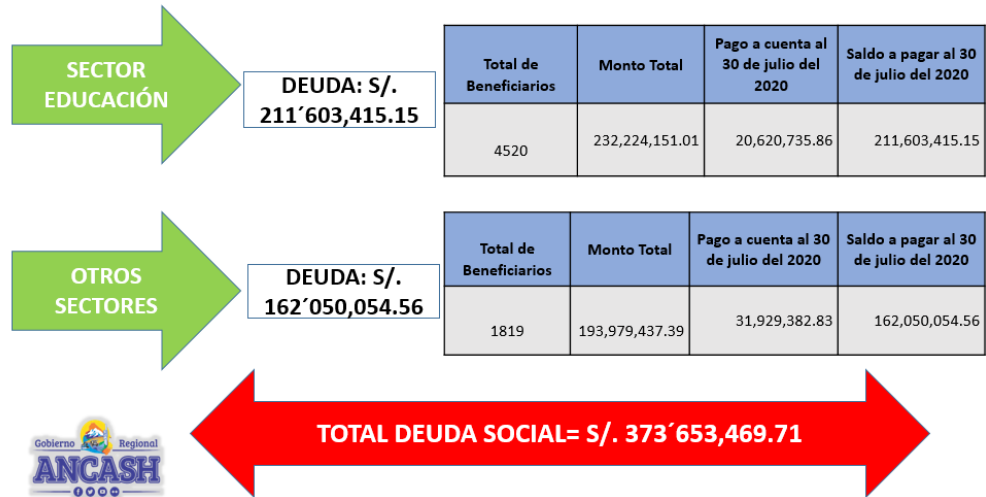 SECTOR
EDUCACIÓN
DEUDA: S/.
211´603,415.15
Total de
Beneficiarios
Monto Total
Pago a cuenta al
30 de julio del
2020
Saldo a pagar al 30
de julio del 2020
4520
232,224,151.01
20,620,735.86
211,603,415.15
OTROS
SECTORES
DEUDA: S/.
162´050,054.56
Total de
Beneficiarios
Monto Total
Pago a cuenta al 30
de julio del 2020
Saldo a pagar al 30
de julio del 2020
1819
193,979,437.39
31,929,382.83
162,050,054.56
TOTAL DEUDA SOCIAL= S/. 373´653,469.71
Gobierno Regional
ANCASH